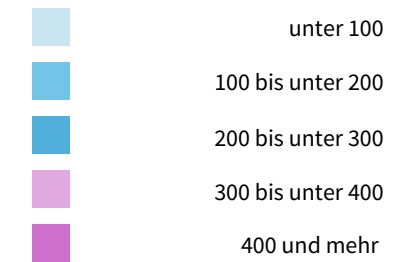 unter 100
100 bis unter 200
200 bis unter 300
300 bis unter 400
400 und mehr